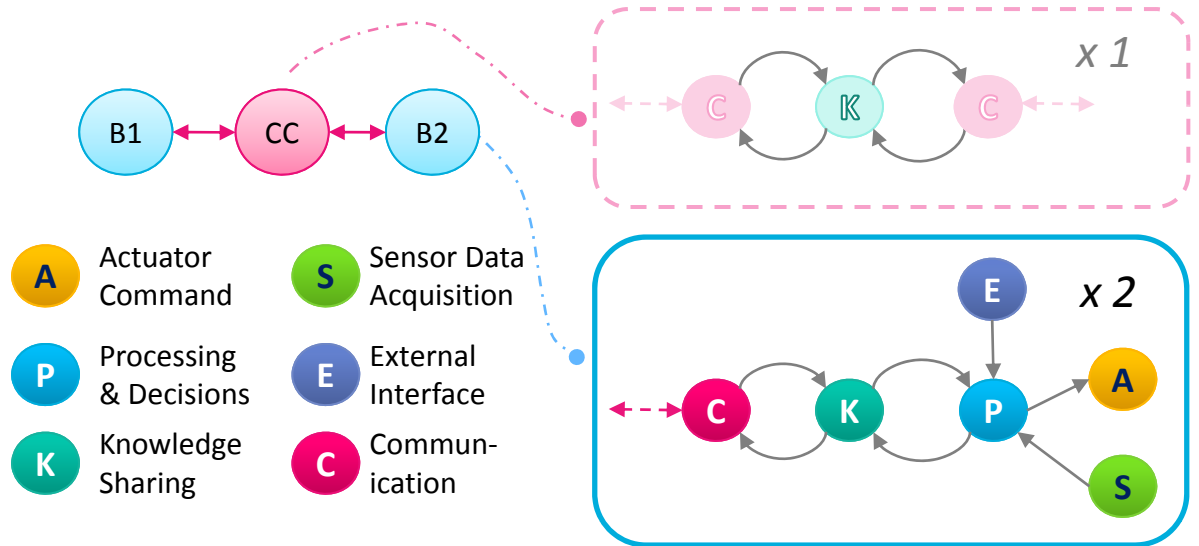 B1
CC
B2
C
K
C
x 1
A
Actuator
Command
S
Sensor Data
Acquisition
P
Processing
& Decisions
E
External
Interface
K
Knowledge
Sharing
C
Commun-
ication
E
x 2
C
K
P
A
S